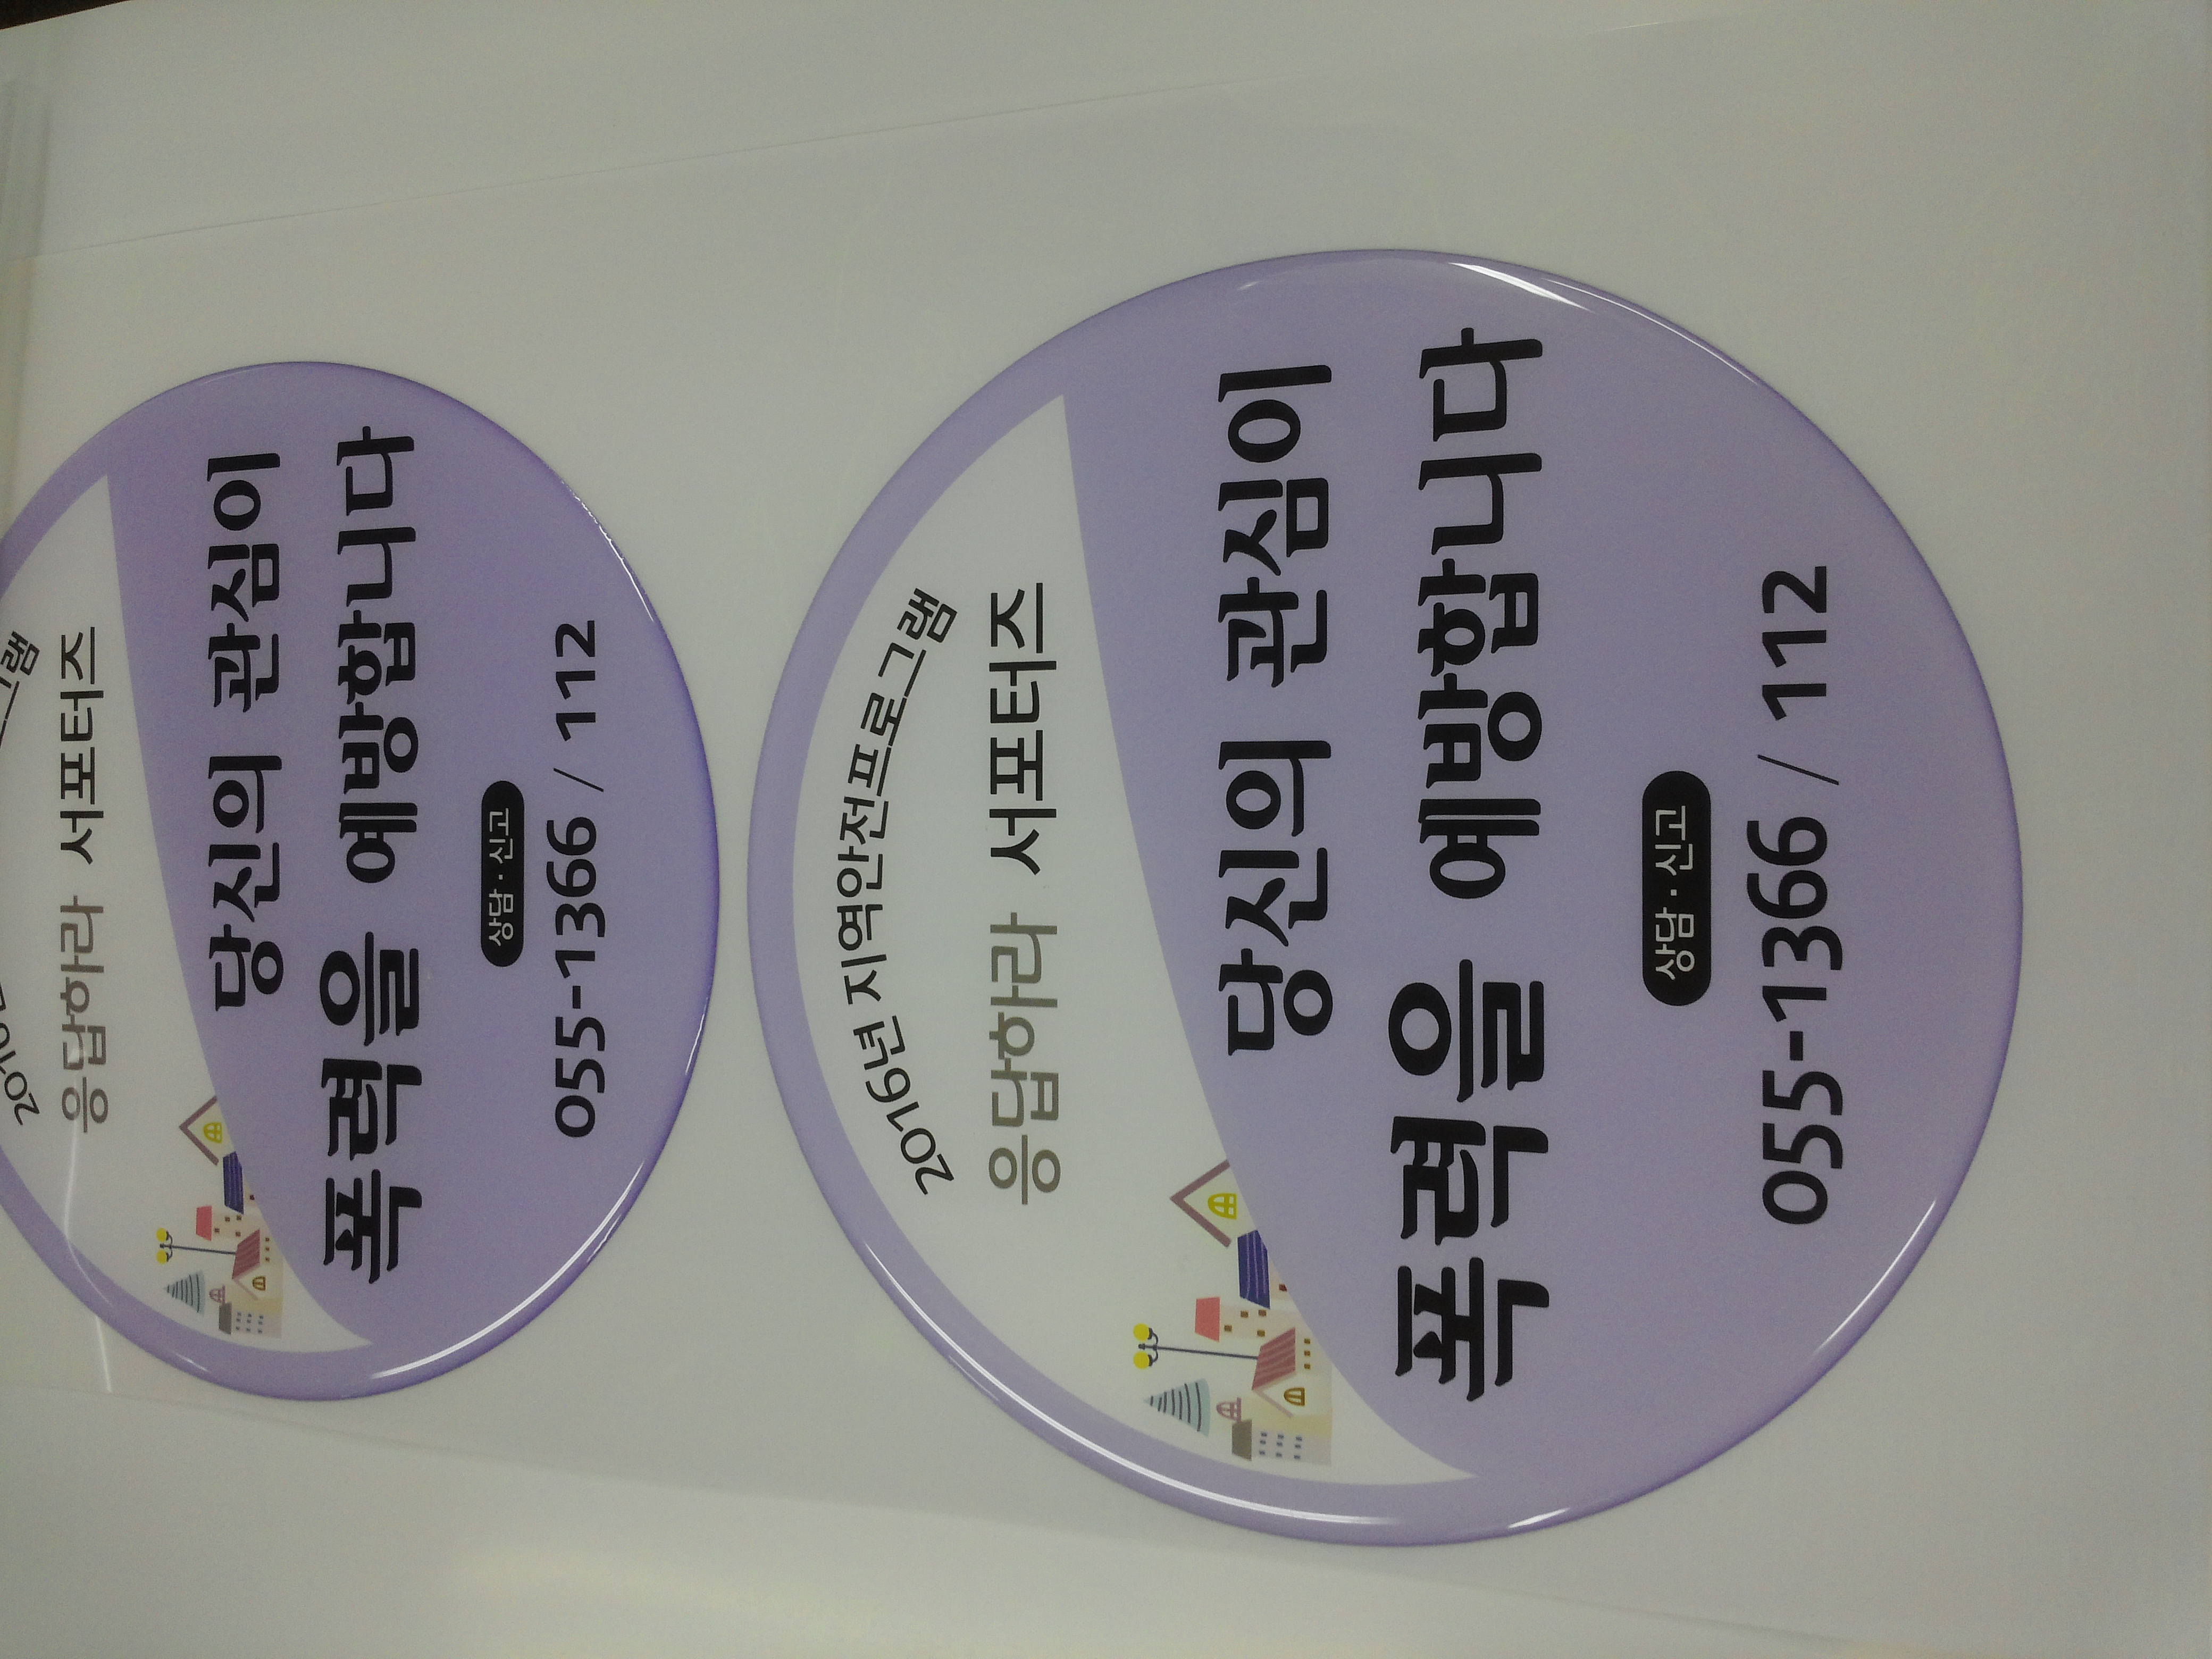 2016년 지역안전프로그램
응답하라 서포터즈
당신의 관심이
폭력을 예방합니다
상담·신고
055-1366 / 112
201
그램
응답하라 서포터즈
당신의 관심이
폭력을 예방합니다
상담·신고
055-1366 / 112